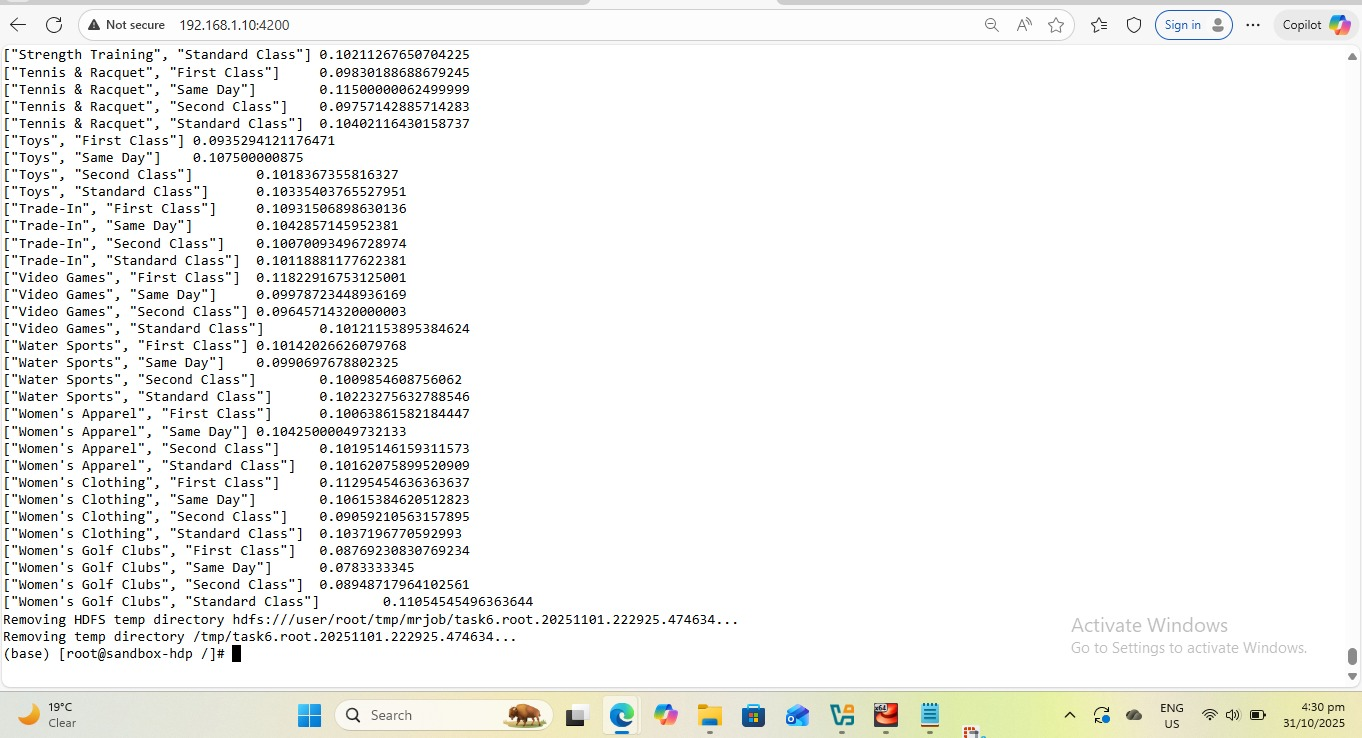 Not secure 192.168.1.10:4200 Sign in Copilot
["Strength Training", "Standard Class"] 0.10211267650704225
["Tennis & Racquet", "First Class"] 0.09830188688679245
["Tennis & Racquet", "Same Day"] 0.11500000062499999
["Tennis & Racquet", "Second Class"] 0.09757142885714283
["Tennis & Racquet", "Standard Class"] 0.10402116430158737
["Toys", "First Class"] 0.0935294121176471
["Toys", "Same Day"] 0.107500000875
["Toys", "Second Class"] 0.1018367355816327
["Toys", "Standard Class"] 0.10335403765527951
["Trade-In", "First Class"] 0.10931506898630136
["Trade-In", "Same Day"] 0.1042857145952381
["Trade-In", "Second Class"] 0.10070093496728974
["Trade-In", "Standard Class"] 0.10118881177622381
["Video Games", "First Class"] 0.11822916753125001
["Video Games", "Same Day"] 0.09978723448936169
["Video Games", "Second Class"] 0.09645714320000003
["Video Games", "Standard Class"] 0.10121153895384624
["Water Sports", "First Class"] 0.10142026626079768
["Water Sports", "Same Day"] 0.0990697678802325
["Water Sports", "Second Class"] 0.1009854608756062
["Water Sports", "Standard Class"] 0.10223275632788546
["Women's Apparel", "First Class"] 0.10063861582184447
["Women's Apparel", "Same Day"] 0.10425000049732133
["Women's Apparel", "Second Class"] 0.10195146159311573
["Women's Apparel", "Standard Class"] 0.10162075899520909
["Women's Clothing", "First Class"] 0.11295454636363637
["Women's Clothing", "Same Day"] 0.10615384620512823
["Women's Clothing", "Second Class"] 0.09059210563157895
["Women's Clothing", "Standard Class"] 0.1037196770592993
["Women's Golf Clubs", "First Class"] 0.08769230830769234
["Women's Golf Clubs", "Same Day"] 0.0783333345
["Women's Golf Clubs", "Second Class"] 0.08948717964102561
["Women's Golf Clubs", "Standard Class"] 0.11054545496363644
Removing HDFS temp directory hdfs:///user/root/tmp/mrjob/task6.root.20251101.222925.474634...
Removing temp directory /tmp/task6.root.20251101.222925.474634...
(base) [root@sandbox-hdp /]#
Activate Windows
Go to Settings to activate Windows.
19°C
Clear
Search
ENG
US
4:30 pm
31/10/2025